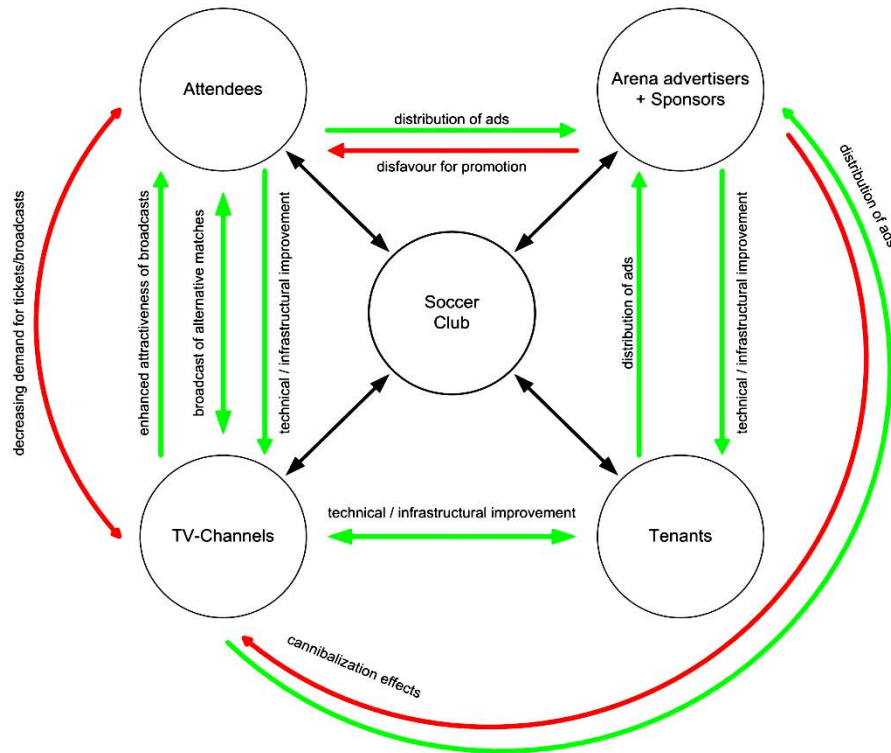 Attendees
Arena advertisers
+ Sponsors
distribution of ads
disfavour for promotion
distribution of ads
decreasing demand for tickets/broadcasts
enhanced attractiveness of broadcasts
broadcast of alternative matches
technical / infrastructural improvement
Soccer
Club
distribution of ads
technical / infrastructural improvement
TV-Channels
technical / infrastructural improvement
Tenants
cannibalization effects